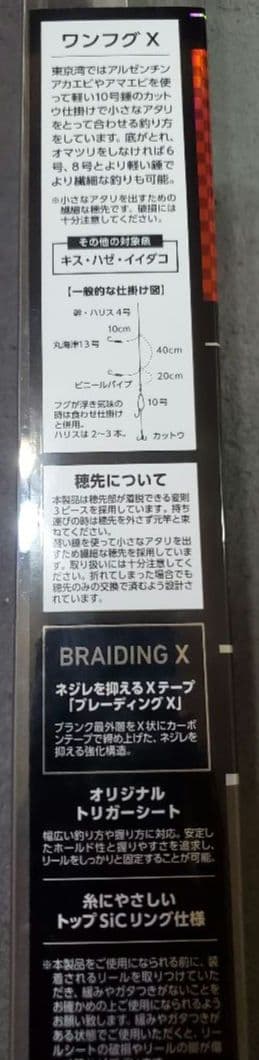 ワンフグX
東京湾ではアルゼンチン
アカエビやアマエビを使
って軽い10号錘のカット
ウ仕掛けで小さなアタリ
をとって合わせる釣り方
をしています。底がとれ、
オマツリをしなければ6
号、8号とより軽い錘で
より繊細な釣りも可能。
※小さなアタリを出すための
繊細な穂先です。破損には
十分注意してください。
その他の対象魚
キス・ハゼ・イイダコ
【一般的な仕掛け図】
幹・ハリス4号
10cm
丸海津13号
40cm
20cm
ビニールパイプ
10号
フグが浮き気味の
時は食わせ仕掛け
と併用。
ハリスは2〜3本。
カットウ
穂先について
本製品は穂先部が着脱できる変則
3ピースを採用しています。持ち
運びの時は穂先を外さず元竿と束
ねてください。
軽い錘を使って小さなアタリを出
すため繊細な穂先を採用していま
す。取り扱いには十分注意してく
ださい。折れてしまった場合でも
穂先のみの交換で済むよう設計さ
れています。
BRAIDING X
ネジレを抑えるXテープ
「ブレーディングX」
ブランク最外層をX状にカーボ
ンテープで締め上げた、ネジレを
抑える強化構造。
オリジナル
トリガーシート
幅広い釣り方や握り方に対応。安定し
たホールド性と握りやすさを追求し、
リールをしっかりと固定することが可能。
糸にやさしい
トップSiCリング仕様
※本製品をご使用になられる前に、装
着されるリールを取りつけていた
だき、緩みやガタつきがないことを
お確かめの上ご使用になられるよう
お願い致します。緩みやガタつきが
ある状態でご使用いただくと、リー
ルシートの破損やリールの脚が傷